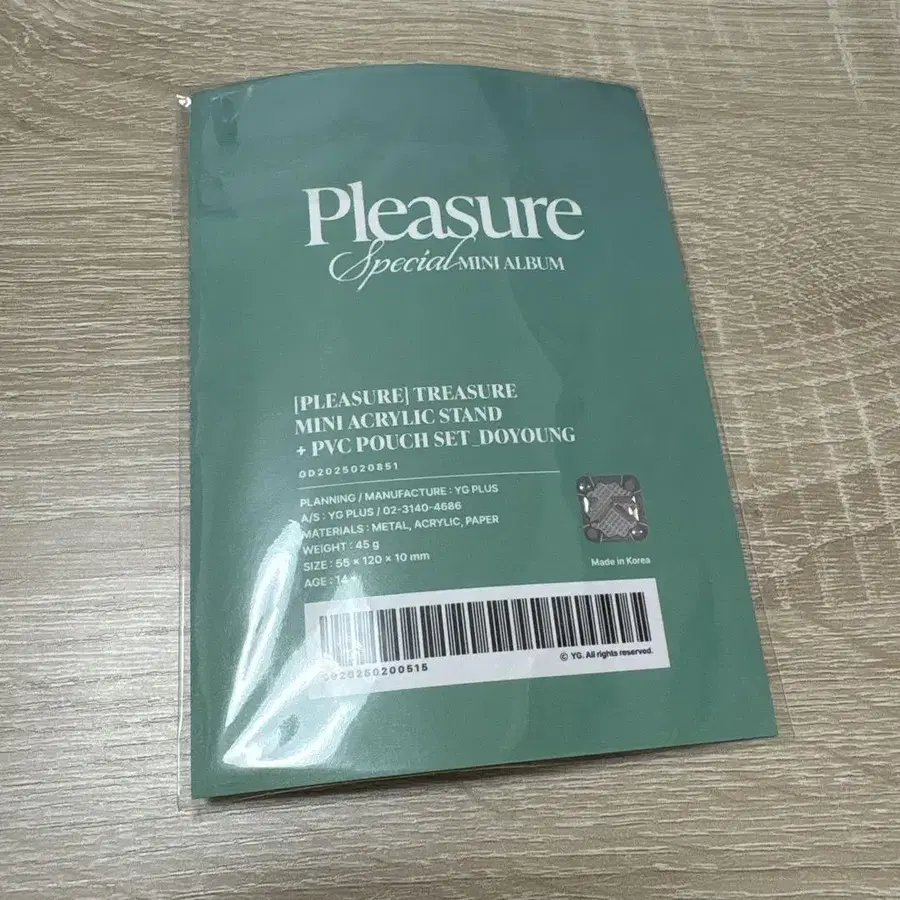 Pleasure
Special MINI ALBUM
[PLEASURE] TREASURE
MINI ACRYLIC STAND
+ PVC POUCH SET_DOYOUNG
OD2025020851
PLANNING / MANUFACTURE : YG PLUS
A/S : YG PLUS / 02-3140-4686
MATERIALS : METAL, ACRYLIC, PAPER
WEIGHT : 45 g
SIZE : 55 × 120 × 10 mm
AGE : 14+
Made in Korea
© YG. All rights reserved.